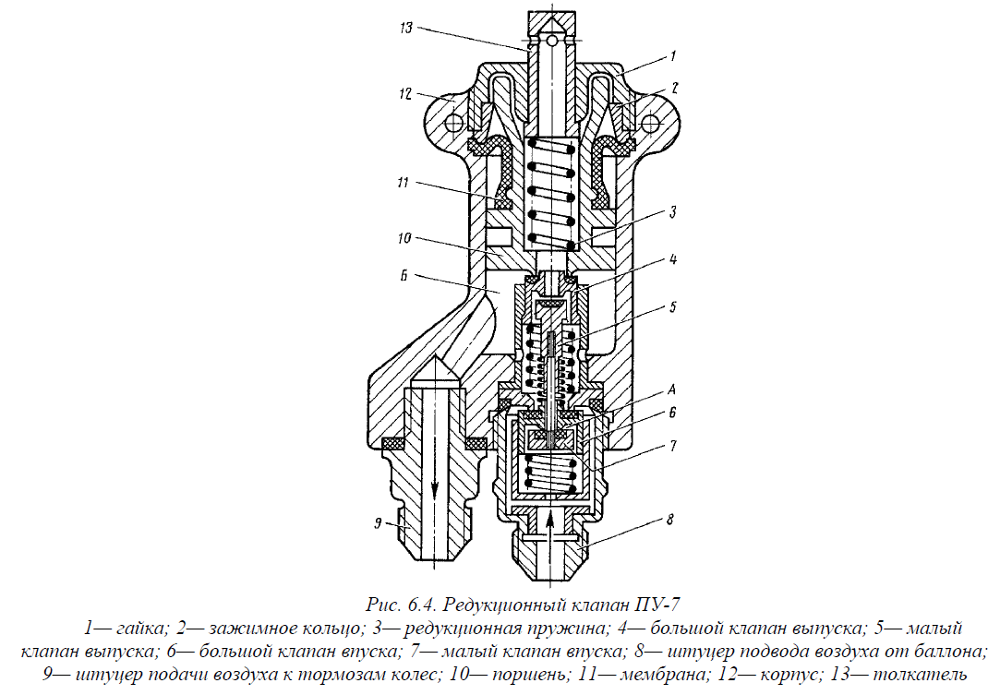 13
1
12
2
11
3
10
4
Б
5
А
6
7
9
8
Рис. 6.4. Редукционный клапан ПУ-7
1— гайка; 2— зажимное кольцо; 3— редукционная пружина; 4— большой клапан выпуска; 5— малый
клапан выпуска; 6— большой клапан впуска; 7— малый клапан впуска; 8— штуцер подвода воздуха от баллона;
9— штуцер подачи воздуха к тормозам колес; 10— поршень; 11— мембрана; 12— корпус; 13— толкатель